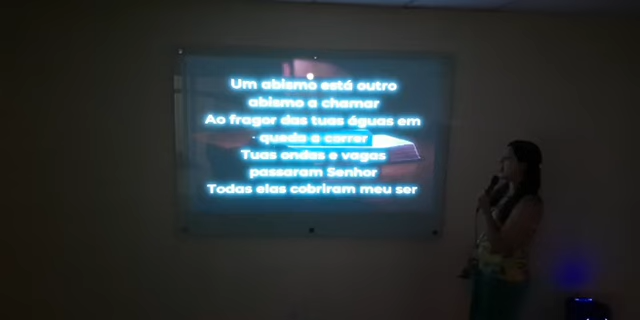 Um abismo está outro
abismo a chamar
Ao fragor das tuas águas em
queda a correr
Tuas ondas e vagas
passaram Senhor
Todas elas cobriram meu ser